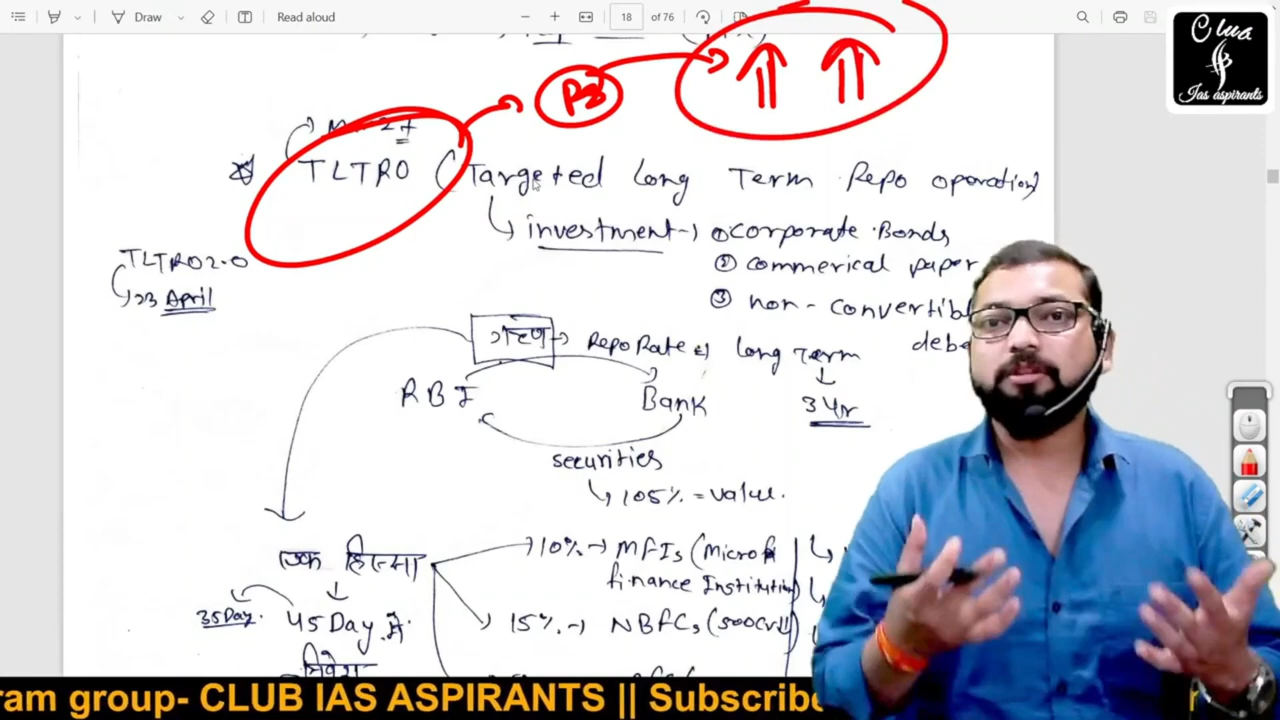 Draw
Read aloud
18 of 76
Club
Ias aspirants
TLTRO (Targeted Long Term Repo operation)
investment → ① corporate Bonds
② commerical paper
③ non-convertib
debe
TLTRO 2.0
23 April
Repo Rate Long Term
3 Yr
RBI
Bank
securities
105% = value.
एक हिस्सा
10% → MFIs (Micro
finance Institution)
35 Day.
45 Day में
निवेश
15% → NBFCs (500Cr
ram group- CLUB IAS ASPIRANTS || Subscribe